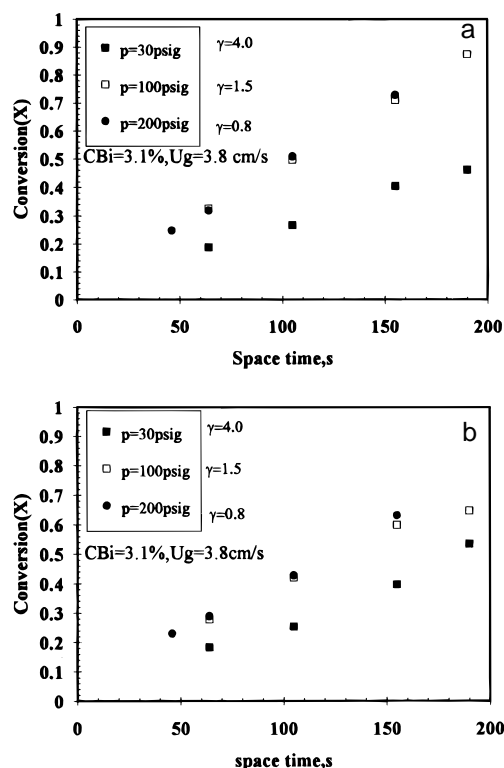 a
1
0.9
0.8
0.7
0.6
0.5
0.4
0.3
0.2
0.1
0
Conversion(X)
p=30psig γ=4.0
p=100psig γ=1.5
p=200psig γ=0.8
CBi=3.1%,Ug=3.8 cm/s
0 50 100 150 200
Space time,s
b
1
0.9
0.8
0.7
0.6
0.5
0.4
0.3
0.2
0.1
0
Conversion(X)
p=30psig γ=4.0
p=100psig γ=1.5
p=200psig γ=0.8
CBi=3.1%,Ug=3.8cm/s
0 50 100 150 200
space time,s